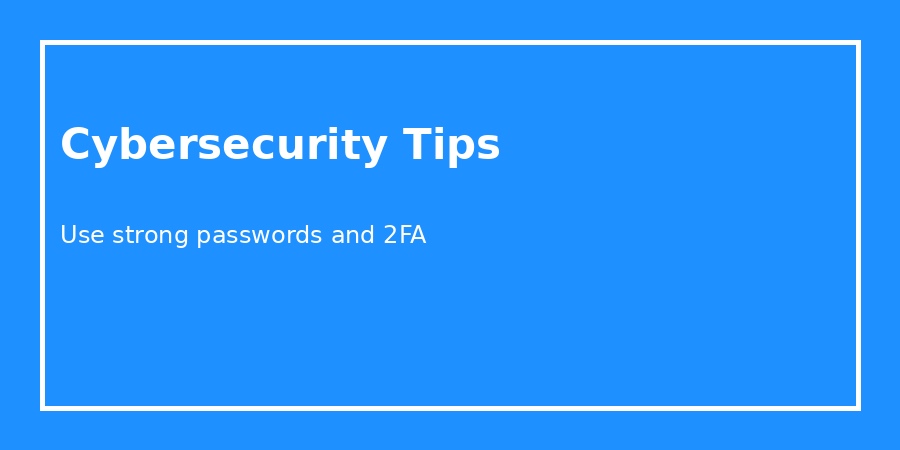 Cybersecurity Tips
Use strong passwords and 2FA